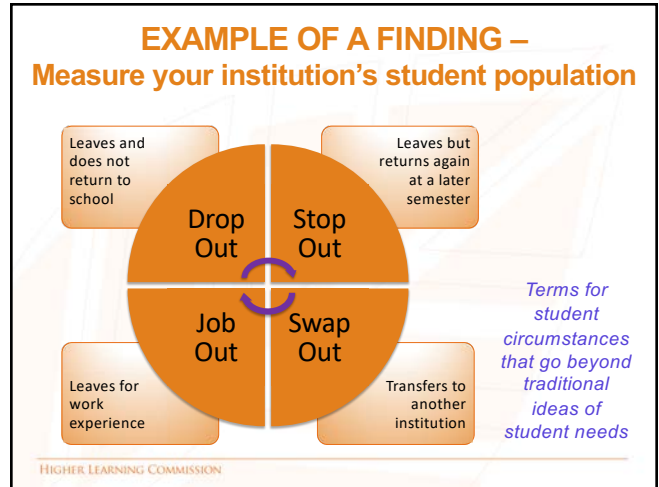 EXAMPLE OF A FINDING –
Measure your institution's student population
Leaves and
does not
return to
school
Drop
Out
Stop
Out
Leaves but
returns again
at a later
semester
Job
Out
Swap
Out
Leaves for
work
experience
Transfers to
another
institution
Terms for
student
circumstances
that go beyond
traditional
ideas of
student needs
HIGHER LEARNING COMMISSION